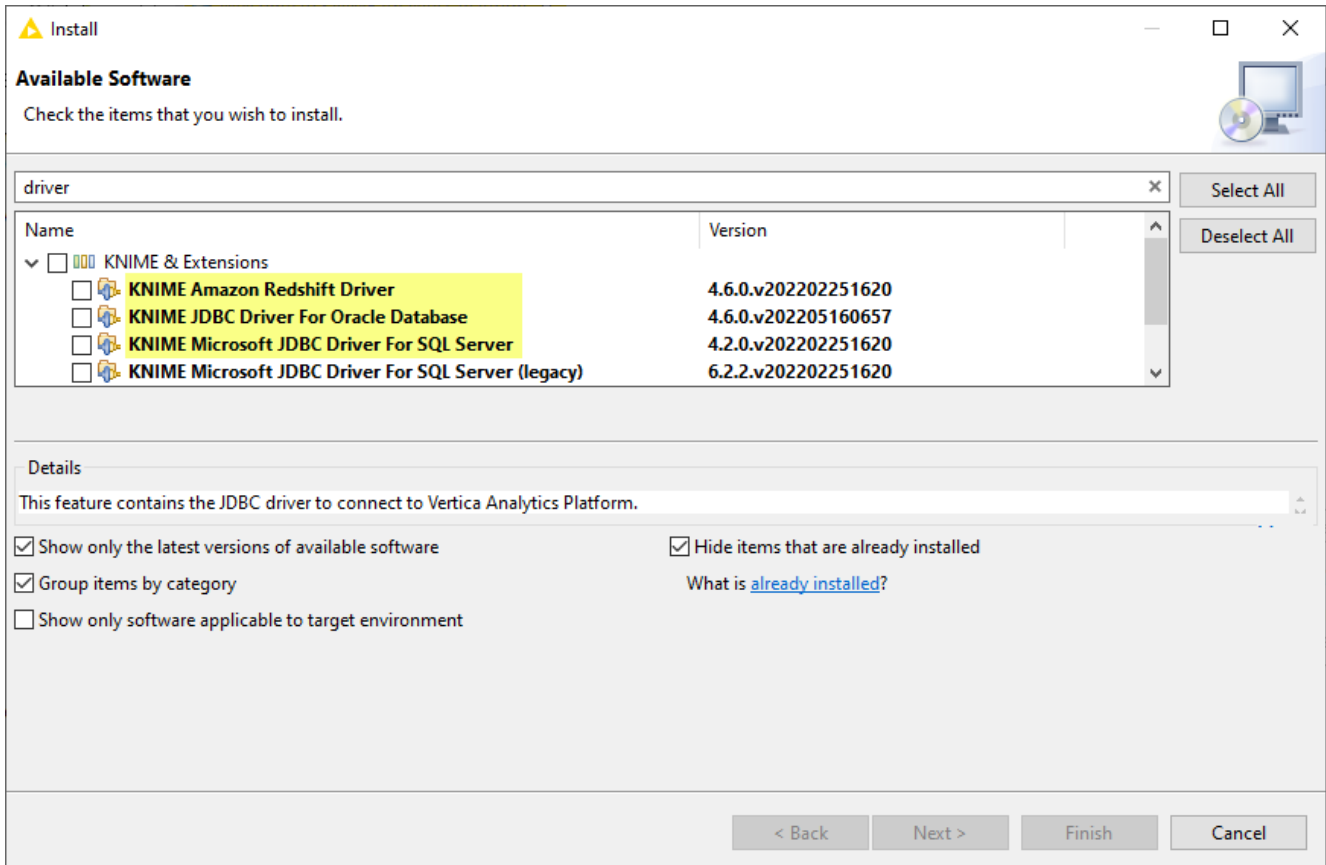 Install
Available Software
Check the items that you wish to install.
driver
Select All
Name Version
Deselect All
KNIME & Extensions
KNIME Amazon Redshift Driver 4.6.0.v202202251620
KNIME JDBC Driver For Oracle Database 4.6.0.v202205160657
KNIME Microsoft JDBC Driver For SQL Server 4.2.0.v202202251620
KNIME Microsoft JDBC Driver For SQL Server (legacy) 6.2.2.v202202251620
Details
This feature contains the JDBC driver to connect to Vertica Analytics Platform.
Show only the latest versions of available software Hide items that are already installed
Group items by category What is already installed?
Show only software applicable to target environment
< Back Next > Finish Cancel